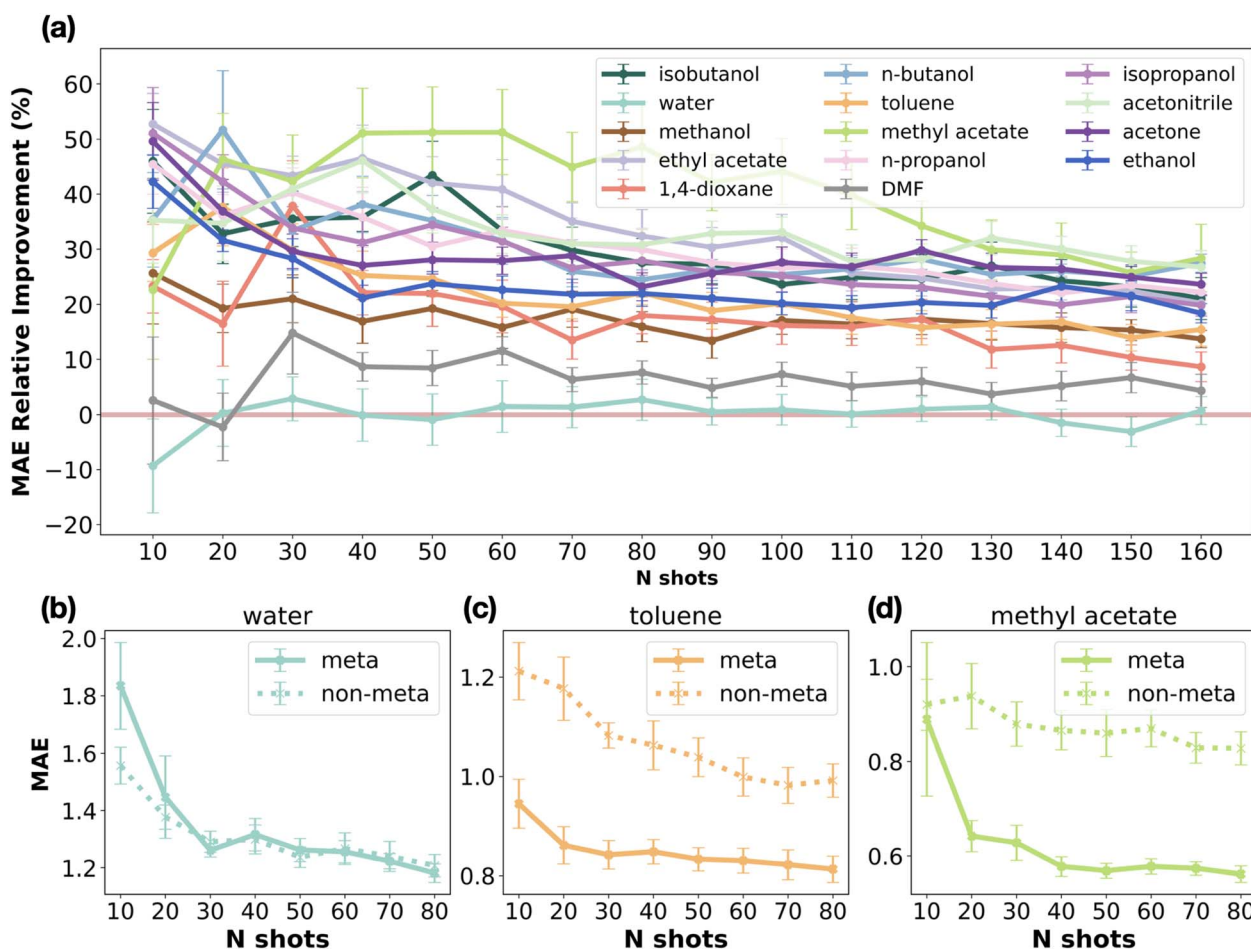 (a)
MAE Relative Improvement (%)
60
50
40
30
20
10
0
−10
−20
isobutanol n-butanol isopropanol
water toluene acetonitrile
methanol methyl acetate acetone
ethyl acetate n-propanol ethanol
1,4-dioxane DMF
10 20 30 40 50 60 70 80 90 100 110 120 130 140 150 160
N shots
(b)
water
MAE
2.0
1.8
1.6
1.4
1.2
meta
non-meta
10 20 30 40 50 60 70 80
N shots
(c)
toluene
1.2
1.0
0.8
meta
non-meta
10 20 30 40 50 60 70 80
N shots
(d)
methyl acetate
1.0
0.8
0.6
meta
non-meta
10 20 30 40 50 60 70 80
N shots